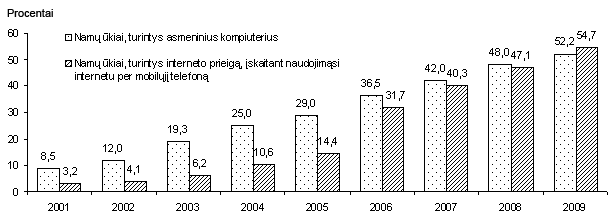 Procentai
60
50
40
30
20
10
0
Namų ūkiai, turintys asmeninius kompiuterius
Namų ūkiai, turintys interneto prieigą, įskaitant naudojimąsi
internetu per mobilųjį telefoną
8,5 3,2 12,0 4,1 19,3 6,2 25,0 10,6 29,0 14,4 36,5 31,7 42,0 40,3 48,0 47,1 52,2 54,7
2001 2002 2003 2004 2005 2006 2007 2008 2009